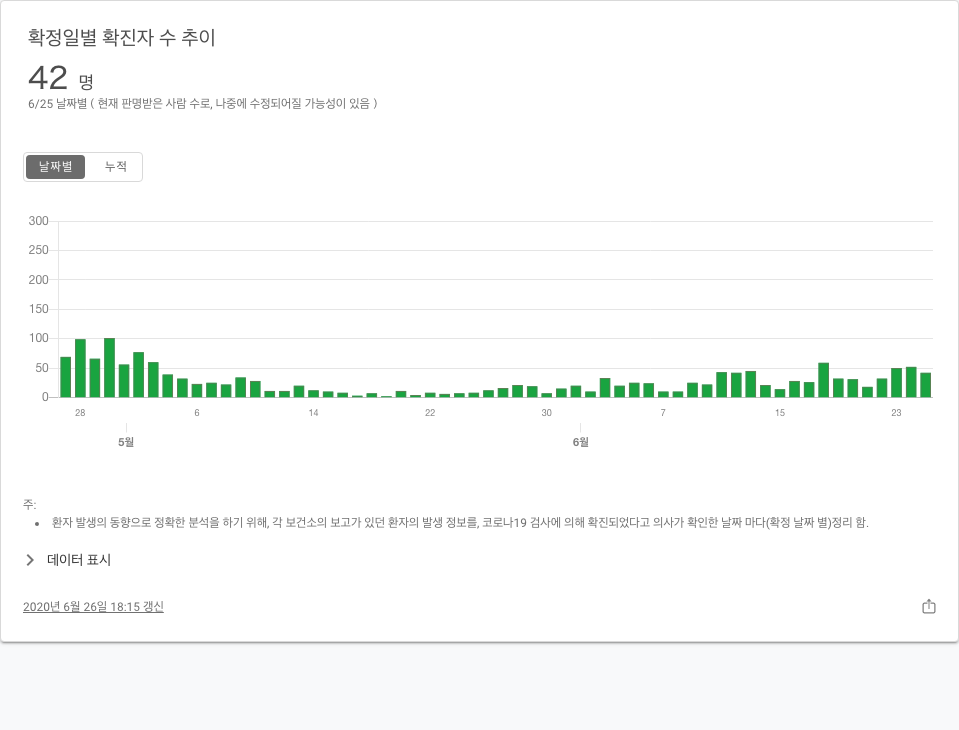 확정일별 확진자 수 추이
42 명
6/25 날짜별 ( 현재 판명받은 사람 수로, 나중에 수정되어질 가능성이 있음 )
날짜별 누적
300
250
200
150
100
50
0
28 6 14 22 30 7 15 23
5월 6월
주:
• 환자 발생의 동향으로 정확한 분석을 하기 위해, 각 보건소의 보고가 있던 환자의 발생 정보를, 코로나19 검사에 의해 확진되었다고 의사가 확인한 날짜 마다(확정 날짜 별)정리 함.
데이터 표시
2020년 6월 26일 18:15 갱신